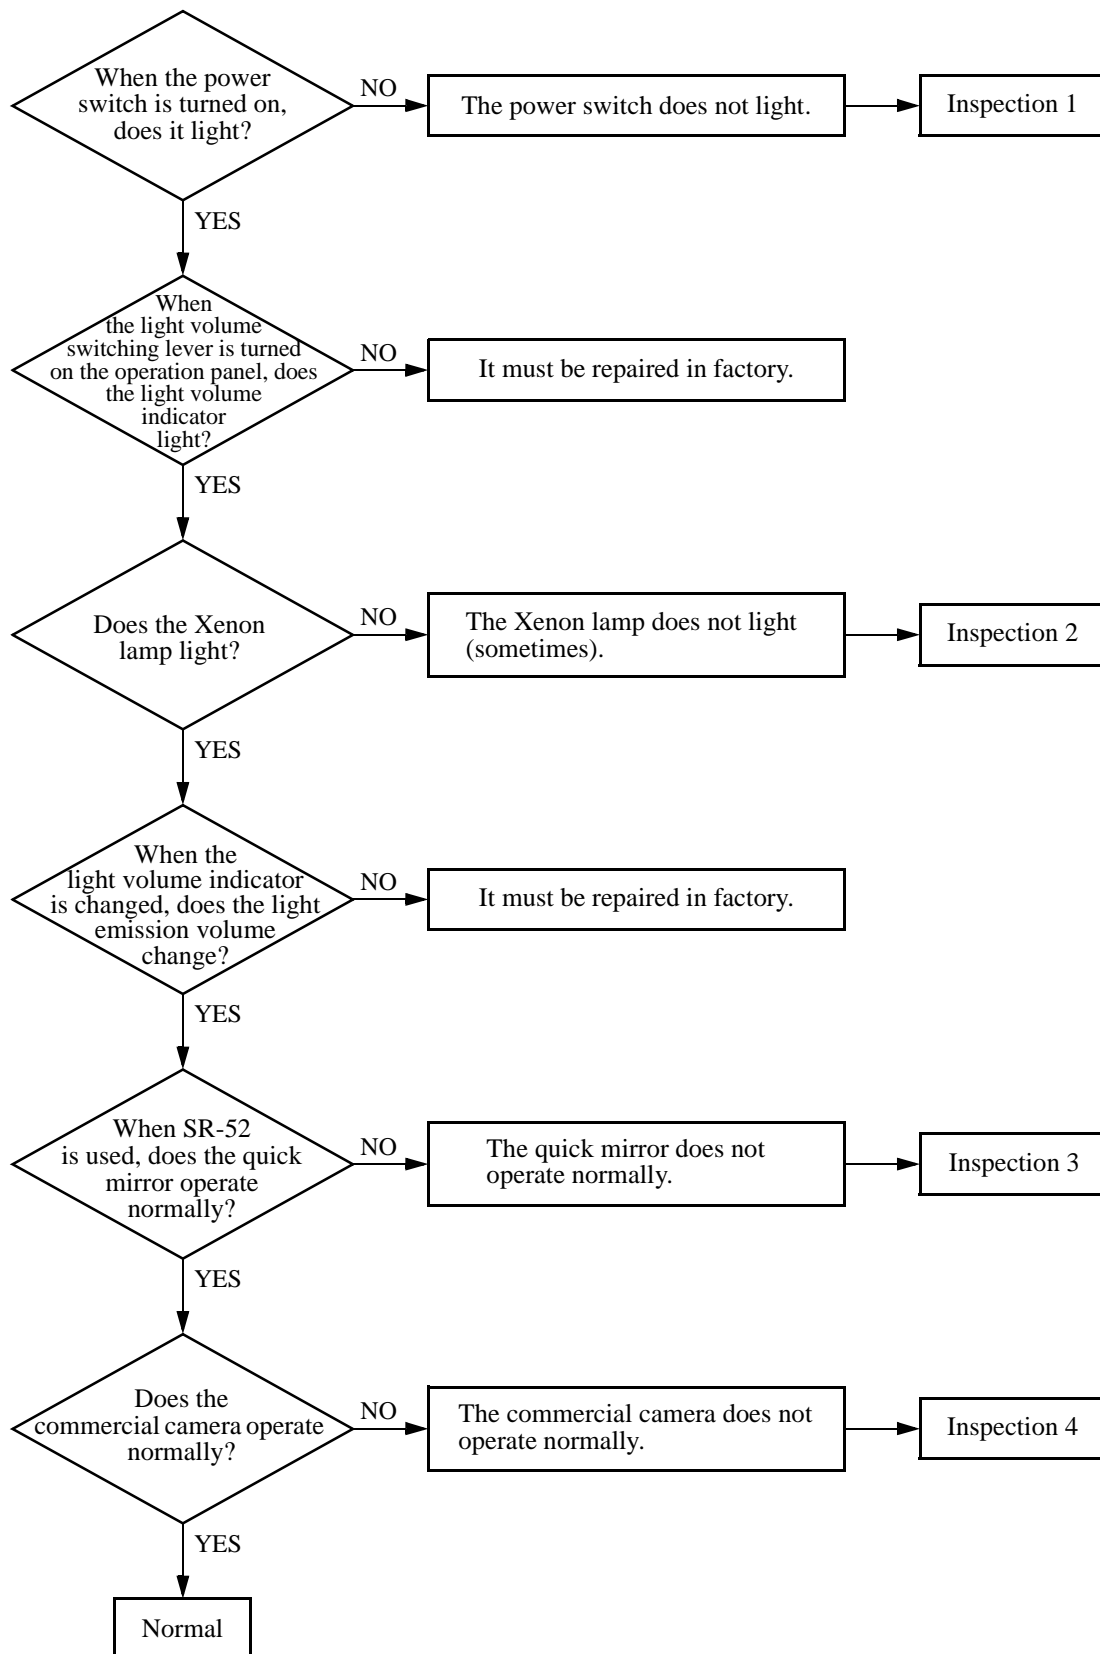 When the power
switch is turned on,
does it light?
NO
The power switch does not light.
Inspection 1
YES
When
the light volume
switching lever is turned
on the operation panel, does
the light volume
indicator
light?
NO
It must be repaired in factory.
YES
Does the Xenon
lamp light?
NO
The Xenon lamp does not light
(sometimes).
Inspection 2
YES
When the
light volume indicator
is changed, does the light
emission volume
change?
NO
It must be repaired in factory.
YES
When SR-52
is used, does the quick
mirror operate
normally?
NO
The quick mirror does not
operate normally.
Inspection 3
YES
Does the
commercial camera operate
normally?
NO
The commercial camera does not
operate normally.
Inspection 4
YES
Normal